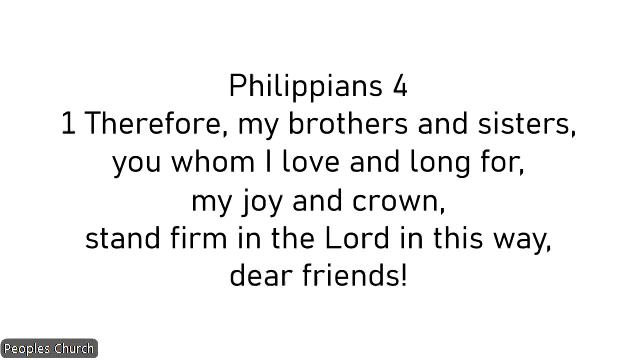 Philippians 4
1 Therefore, my brothers and sisters,
you whom I love and long for,
my joy and crown,
stand firm in the Lord in this way,
dear friends!
Peoples Church